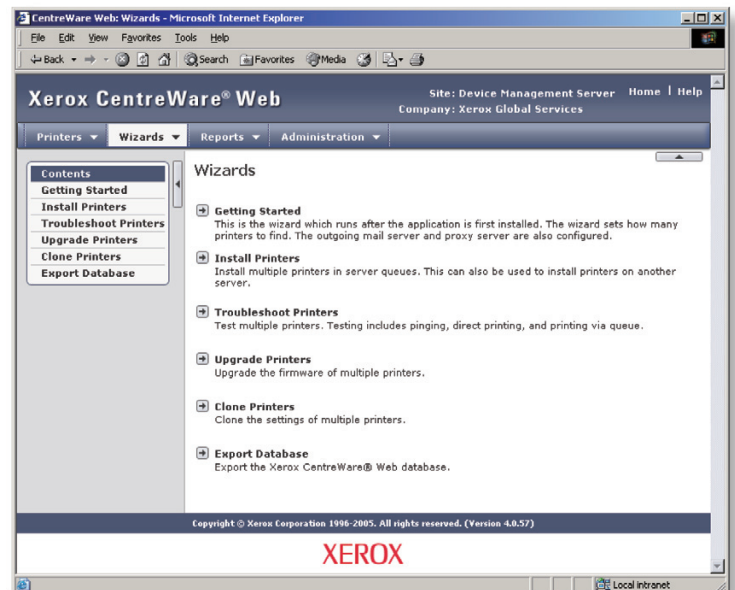 CentreWare Web: Wizards - Microsoft Internet Explorer
File Edit View Favorites Tools Help
Back Search Favorites Media
Xerox CentreWare® Web
Site: Device Management Server Home | Help
Company: Xerox Global Services
Printers Wizards Reports Administration
Contents
Getting Started
Install Printers
Troubleshoot Printers
Upgrade Printers
Clone Printers
Export Database
Wizards
Getting Started
This is the wizard which runs after the application is first installed. The wizard sets how many
printers to find. The outgoing mail server and proxy server are also configured.
Install Printers
Install multiple printers in server queues. This can also be used to install printers on another
server.
Troubleshoot Printers
Test multiple printers. Testing includes pinging, direct printing, and printing via queue.
Upgrade Printers
Upgrade the firmware of multiple printers.
Clone Printers
Clone the settings of multiple printers.
Export Database
Export the Xerox CentreWare® Web database.
Copyright © Xerox Corporation 1996-2005. All rights reserved. (Version 4.0.57)
XEROX
Local intranet